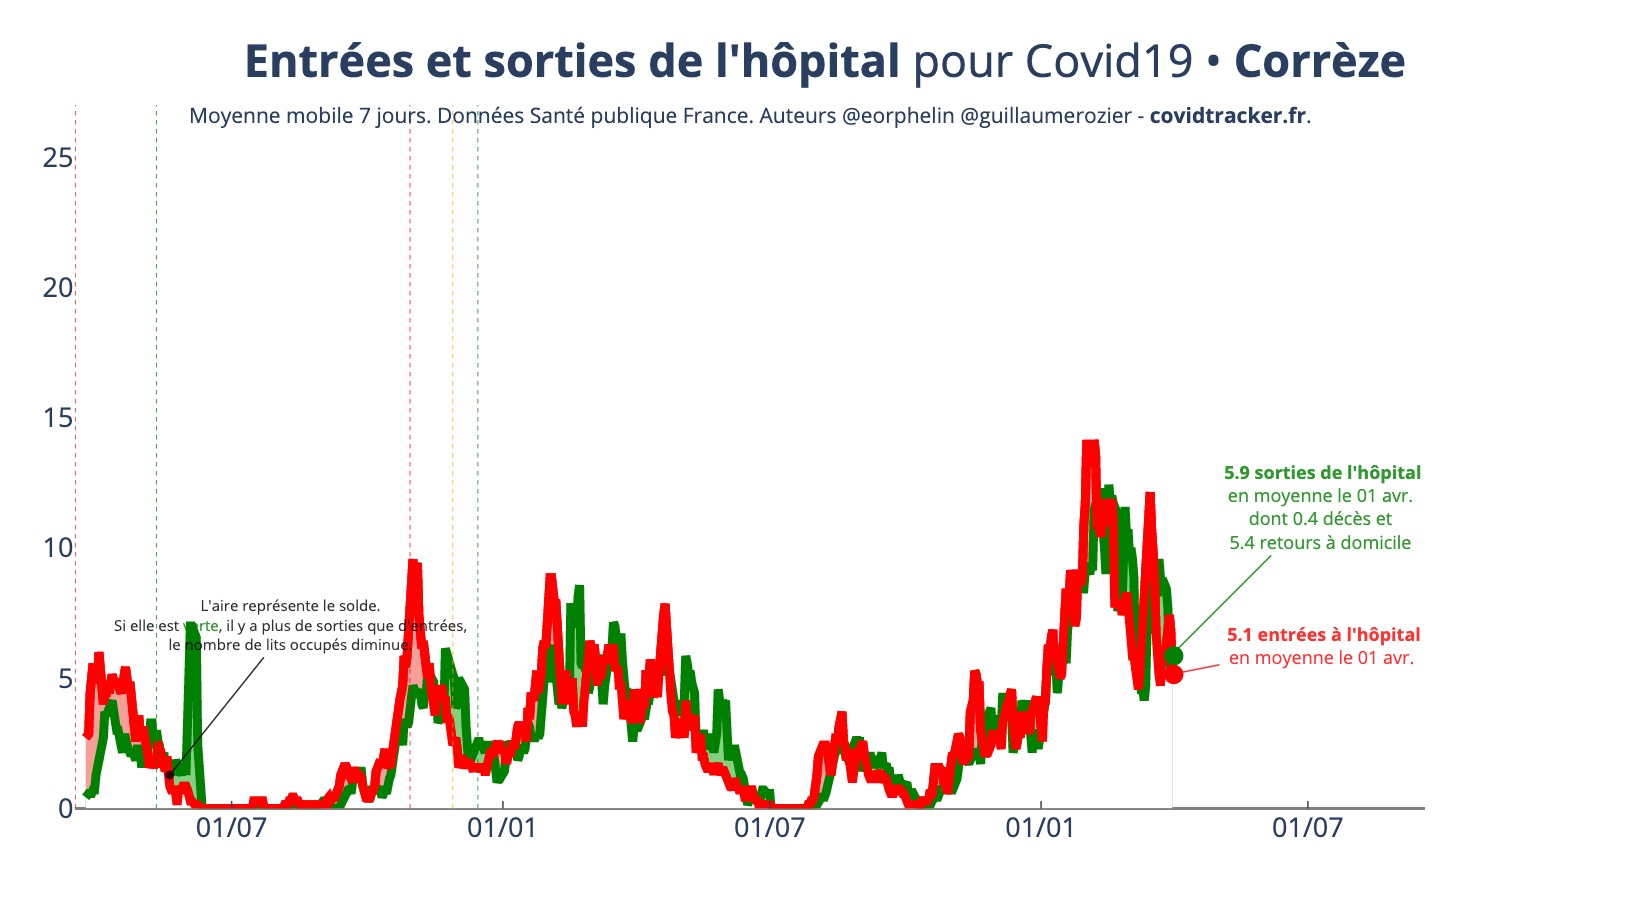 Entrées et sorties de l'hôpital pour Covid19 • Corrèze
Moyenne mobile 7 jours. Données Santé publique France. Auteurs @eorphelin @guillaumerozier - covidtracker.fr.
25
20
15
10
5
0
L'aire représente le solde.
Si elle est verte, il y a plus de sorties que d'entrées,
le nombre de lits occupés diminue.
5.9 sorties de l'hôpital
en moyenne le 01 avr.
dont 0.4 décès et
5.4 retours à domicile
5.1 entrées à l'hôpital
en moyenne le 01 avr.
01/07
01/01
01/07
01/01
01/07